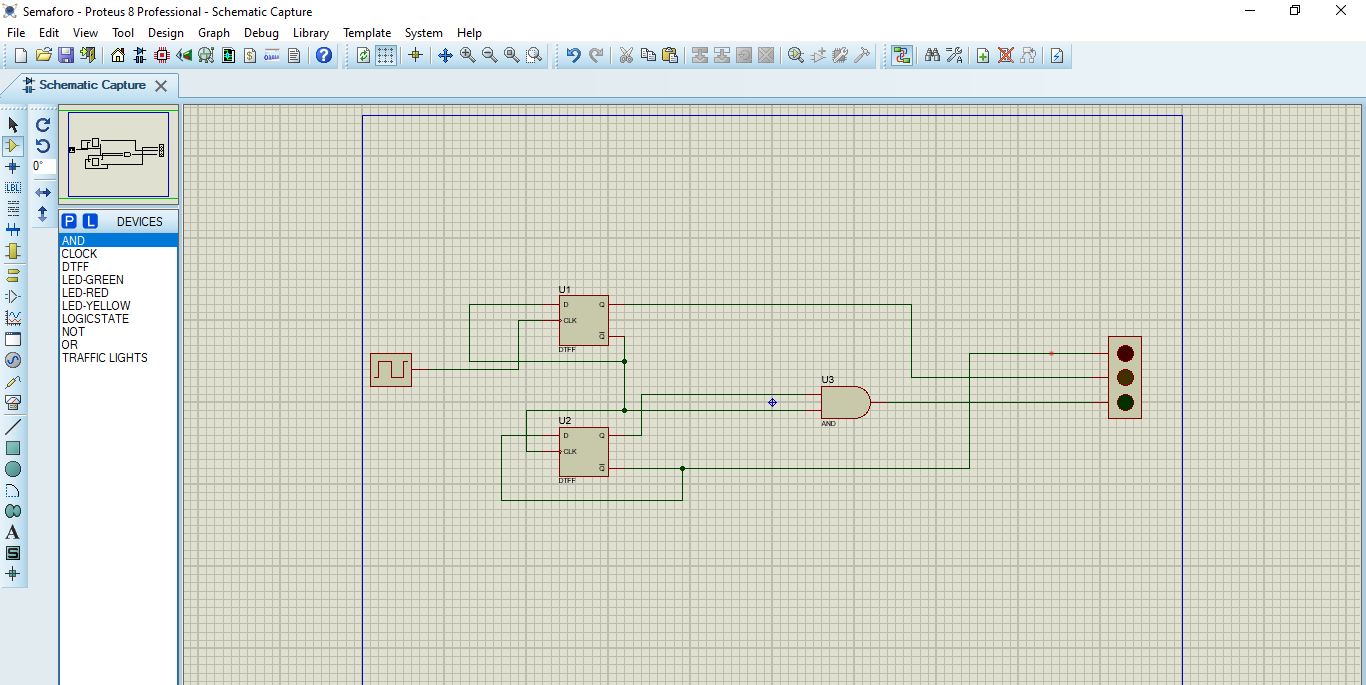 Semaforo - Proteus 8 Professional - Schematic Capture
File Edit View Tool Design Graph Debug Library Template System Help
$
?
Schematic Capture
0°
LBL
P L DEVICES
AND
CLOCK
DTFF
LED-GREEN
LED-RED
LED-YELLOW
LOGICSTATE
NOT
OR
TRAFFIC LIGHTS
A
S
U1
D Q
CLK
Q
DTFF
U2
D Q
CLK
Q
DTFF
U3
AND